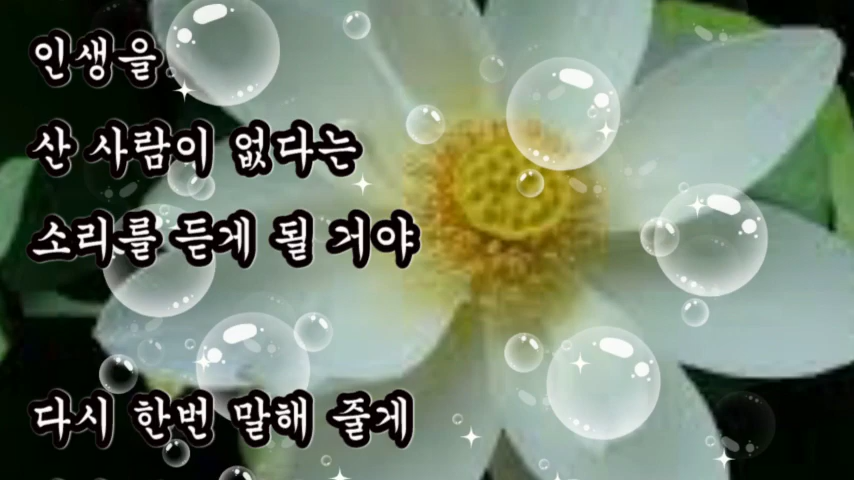 인생을
산 사람이 없다는
소리를 듣게 될 거야
다시 한번 말해 줄게